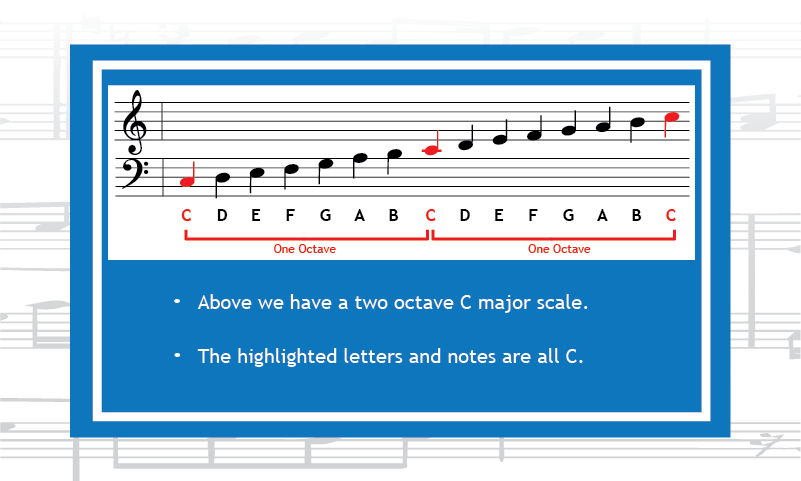 C D E F G A B C D E F G A B C
One Octave One Octave
• Above we have a two octave C major scale.
• The highlighted letters and notes are all C.